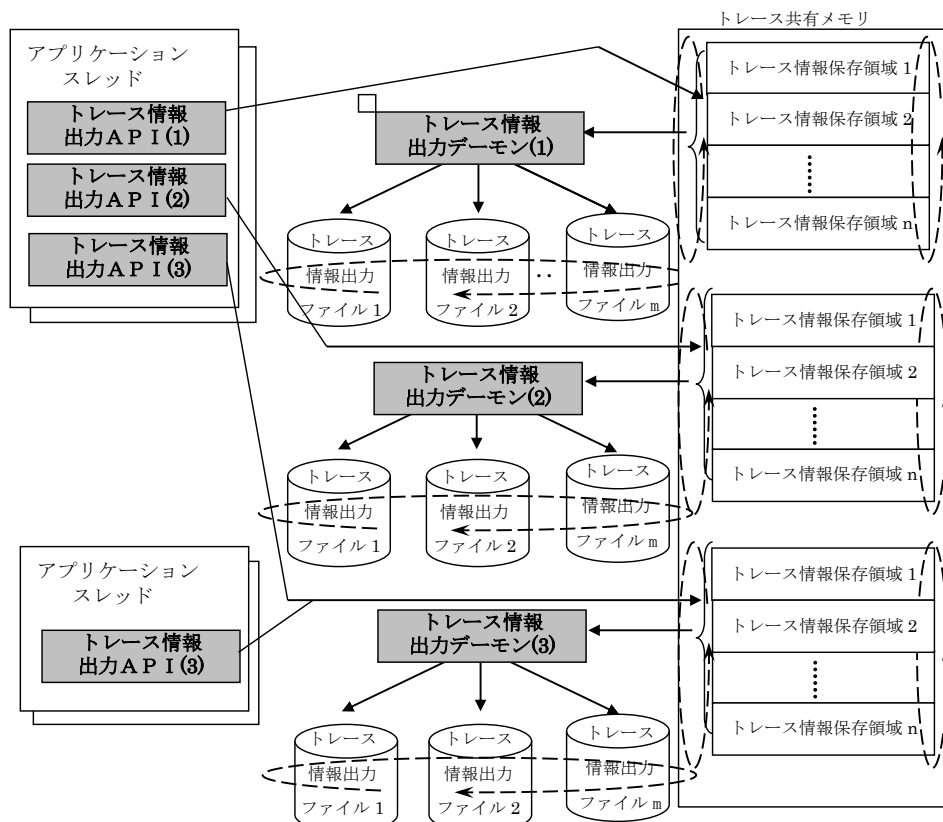 トレース共有メモリ
アプリケーション
スレッド
トレース情報
出力ＡＰＩ(1)
トレース情報
出力ＡＰＩ(2)
トレース情報
出力ＡＰＩ(3)
トレース情報
出力デーモン(1)
トレース
情報出力
ファイル 1
トレース
情報出力
ファイル 2
‥
トレース
情報出力
ファイル m
トレース情報保存領域 1
トレース情報保存領域 2
トレース情報保存領域 n
トレース情報
出力デーモン(2)
トレース
情報出力
ファイル 1
トレース
情報出力
ファイル 2
トレース
情報出力
ファイル m
トレース情報保存領域 1
トレース情報保存領域 2
トレース情報保存領域 n
アプリケーション
スレッド
トレース情報
出力ＡＰＩ(3)
トレース情報
出力デーモン(3)
トレース
情報出力
ファイル 1
トレース
情報出力
ファイル 2
トレース
情報出力
ファイル m
トレース情報保存領域 1
トレース情報保存領域 2
トレース情報保存領域 n